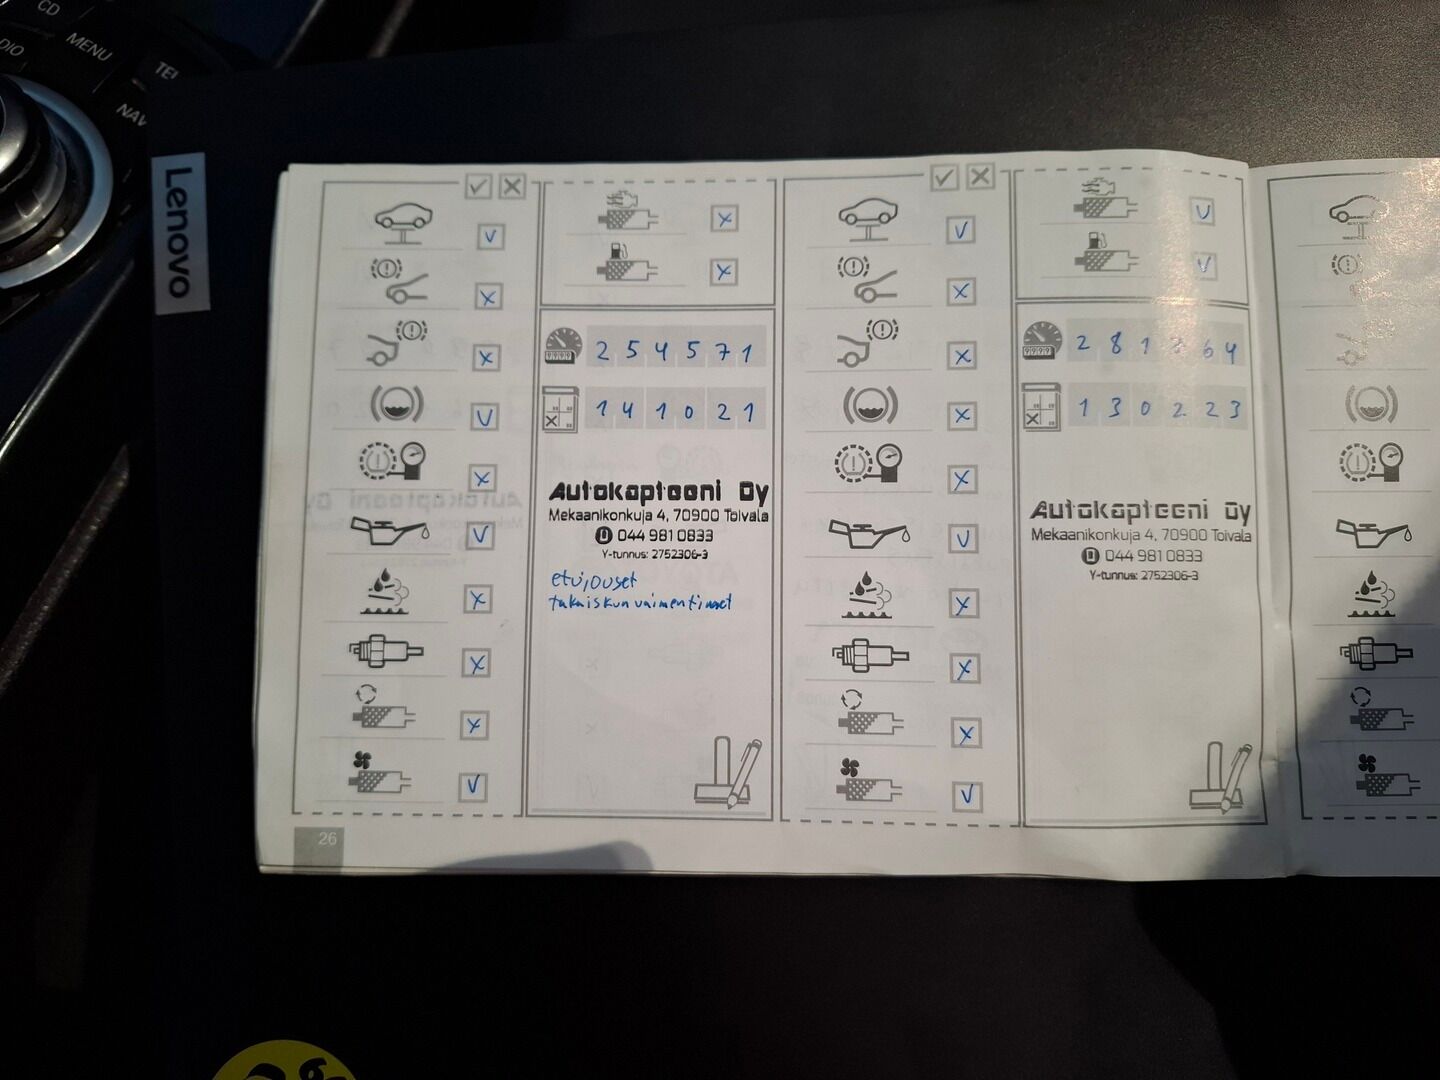 CD
MENU
NAV
Lenovo
254571
141021
Autokapteeni Oy
Mekaanikonkuja 4, 70900 Toivala
044 981 0833
Y-tunnus: 2752306-3
etujouset
takaiskunvaimentimet
26
130223
Autokapteeni Oy
Mekaanikonkuja 4, 70900 Toivala
044 981 0833
Y-tunnus: 2752306-3